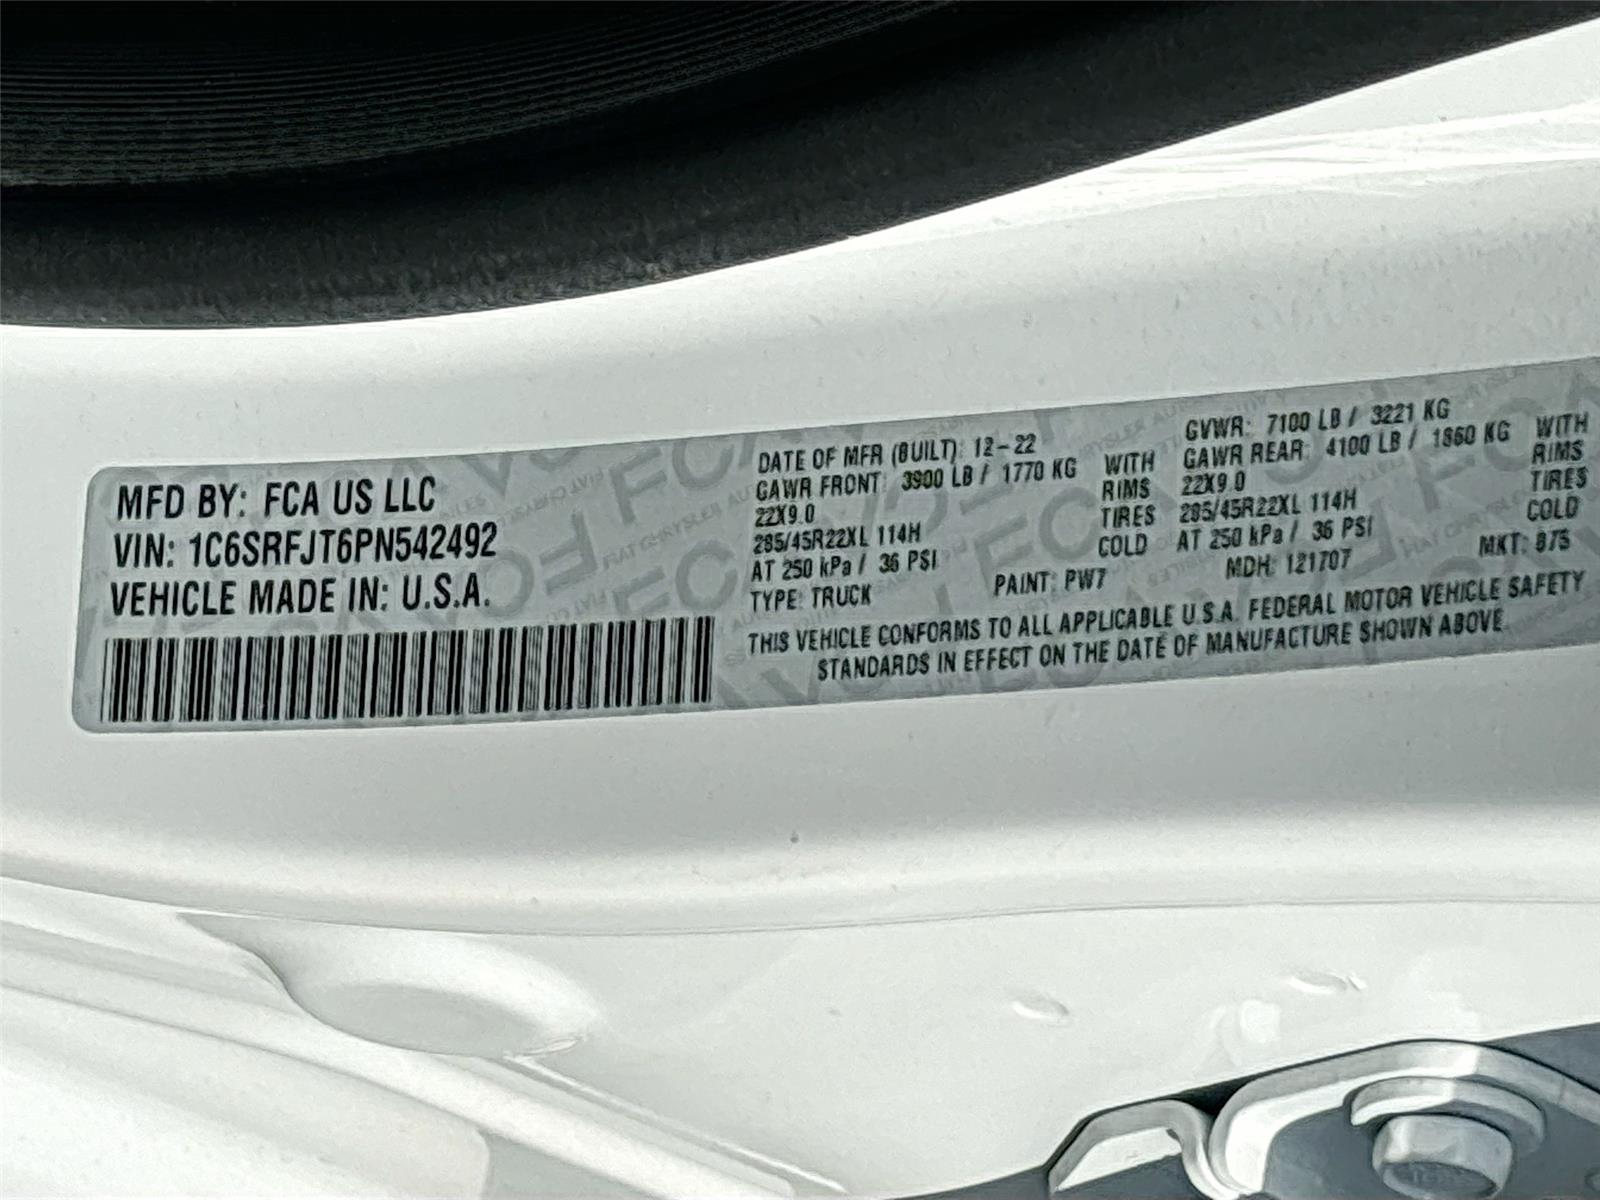 MFD BY: FCA US LLC
VIN: 1C6SRFJT6PN542492
VEHICLE MADE IN: U.S.A.
DATE OF MFR (BUILT): 12-22
GAWR FRONT: 3900 LB / 1770 KG WITH
22X9.0 RIMS
285/45R22XL 114H TIRES
AT 250 kPa / 36 PSI COLD
TYPE: TRUCK
GVWR: 7100 LB / 3221 KG
GAWR REAR: 4100 LB / 1860 KG WITH
22X9.0 RIMS
285/45R22XL 114H TIRES
AT 250 kPa / 36 PSI COLD
PAINT: PW7 MDH: 121707 MKT: 875
THIS VEHICLE CONFORMS TO ALL APPLICABLE U.S.A. FEDERAL MOTOR VEHICLE SAFETY
STANDARDS IN EFFECT ON THE DATE OF MANUFACTURE SHOWN ABOVE.